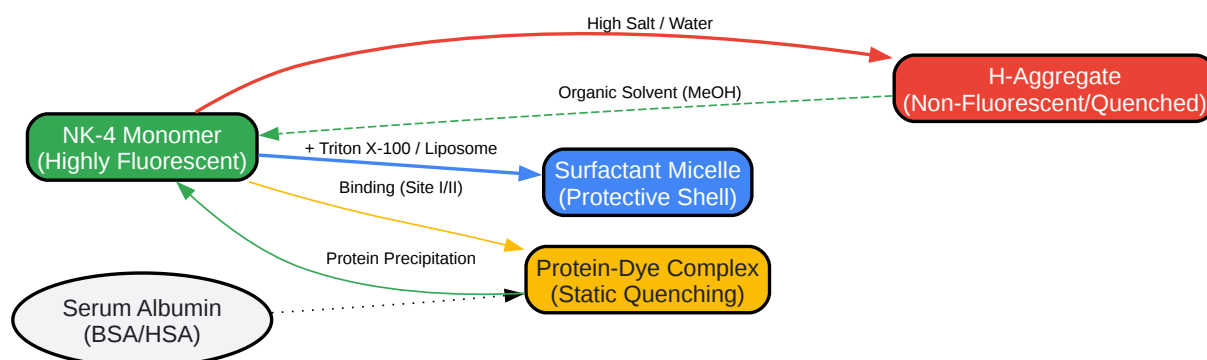 High Salt / Water
H-Aggregate
(Non-Fluorescent/Quenched)
Organic Solvent (MeOH)
NK-4 Monomer
(Highly Fluorescent)
+ Triton X-100 / Liposome
Surfactant Micelle
(Protective Shell)
Binding (Site I/II)
Protein Precipitation
Protein-Dye Complex
(Static Quenching)
Serum Albumin
(BSA/HSA)